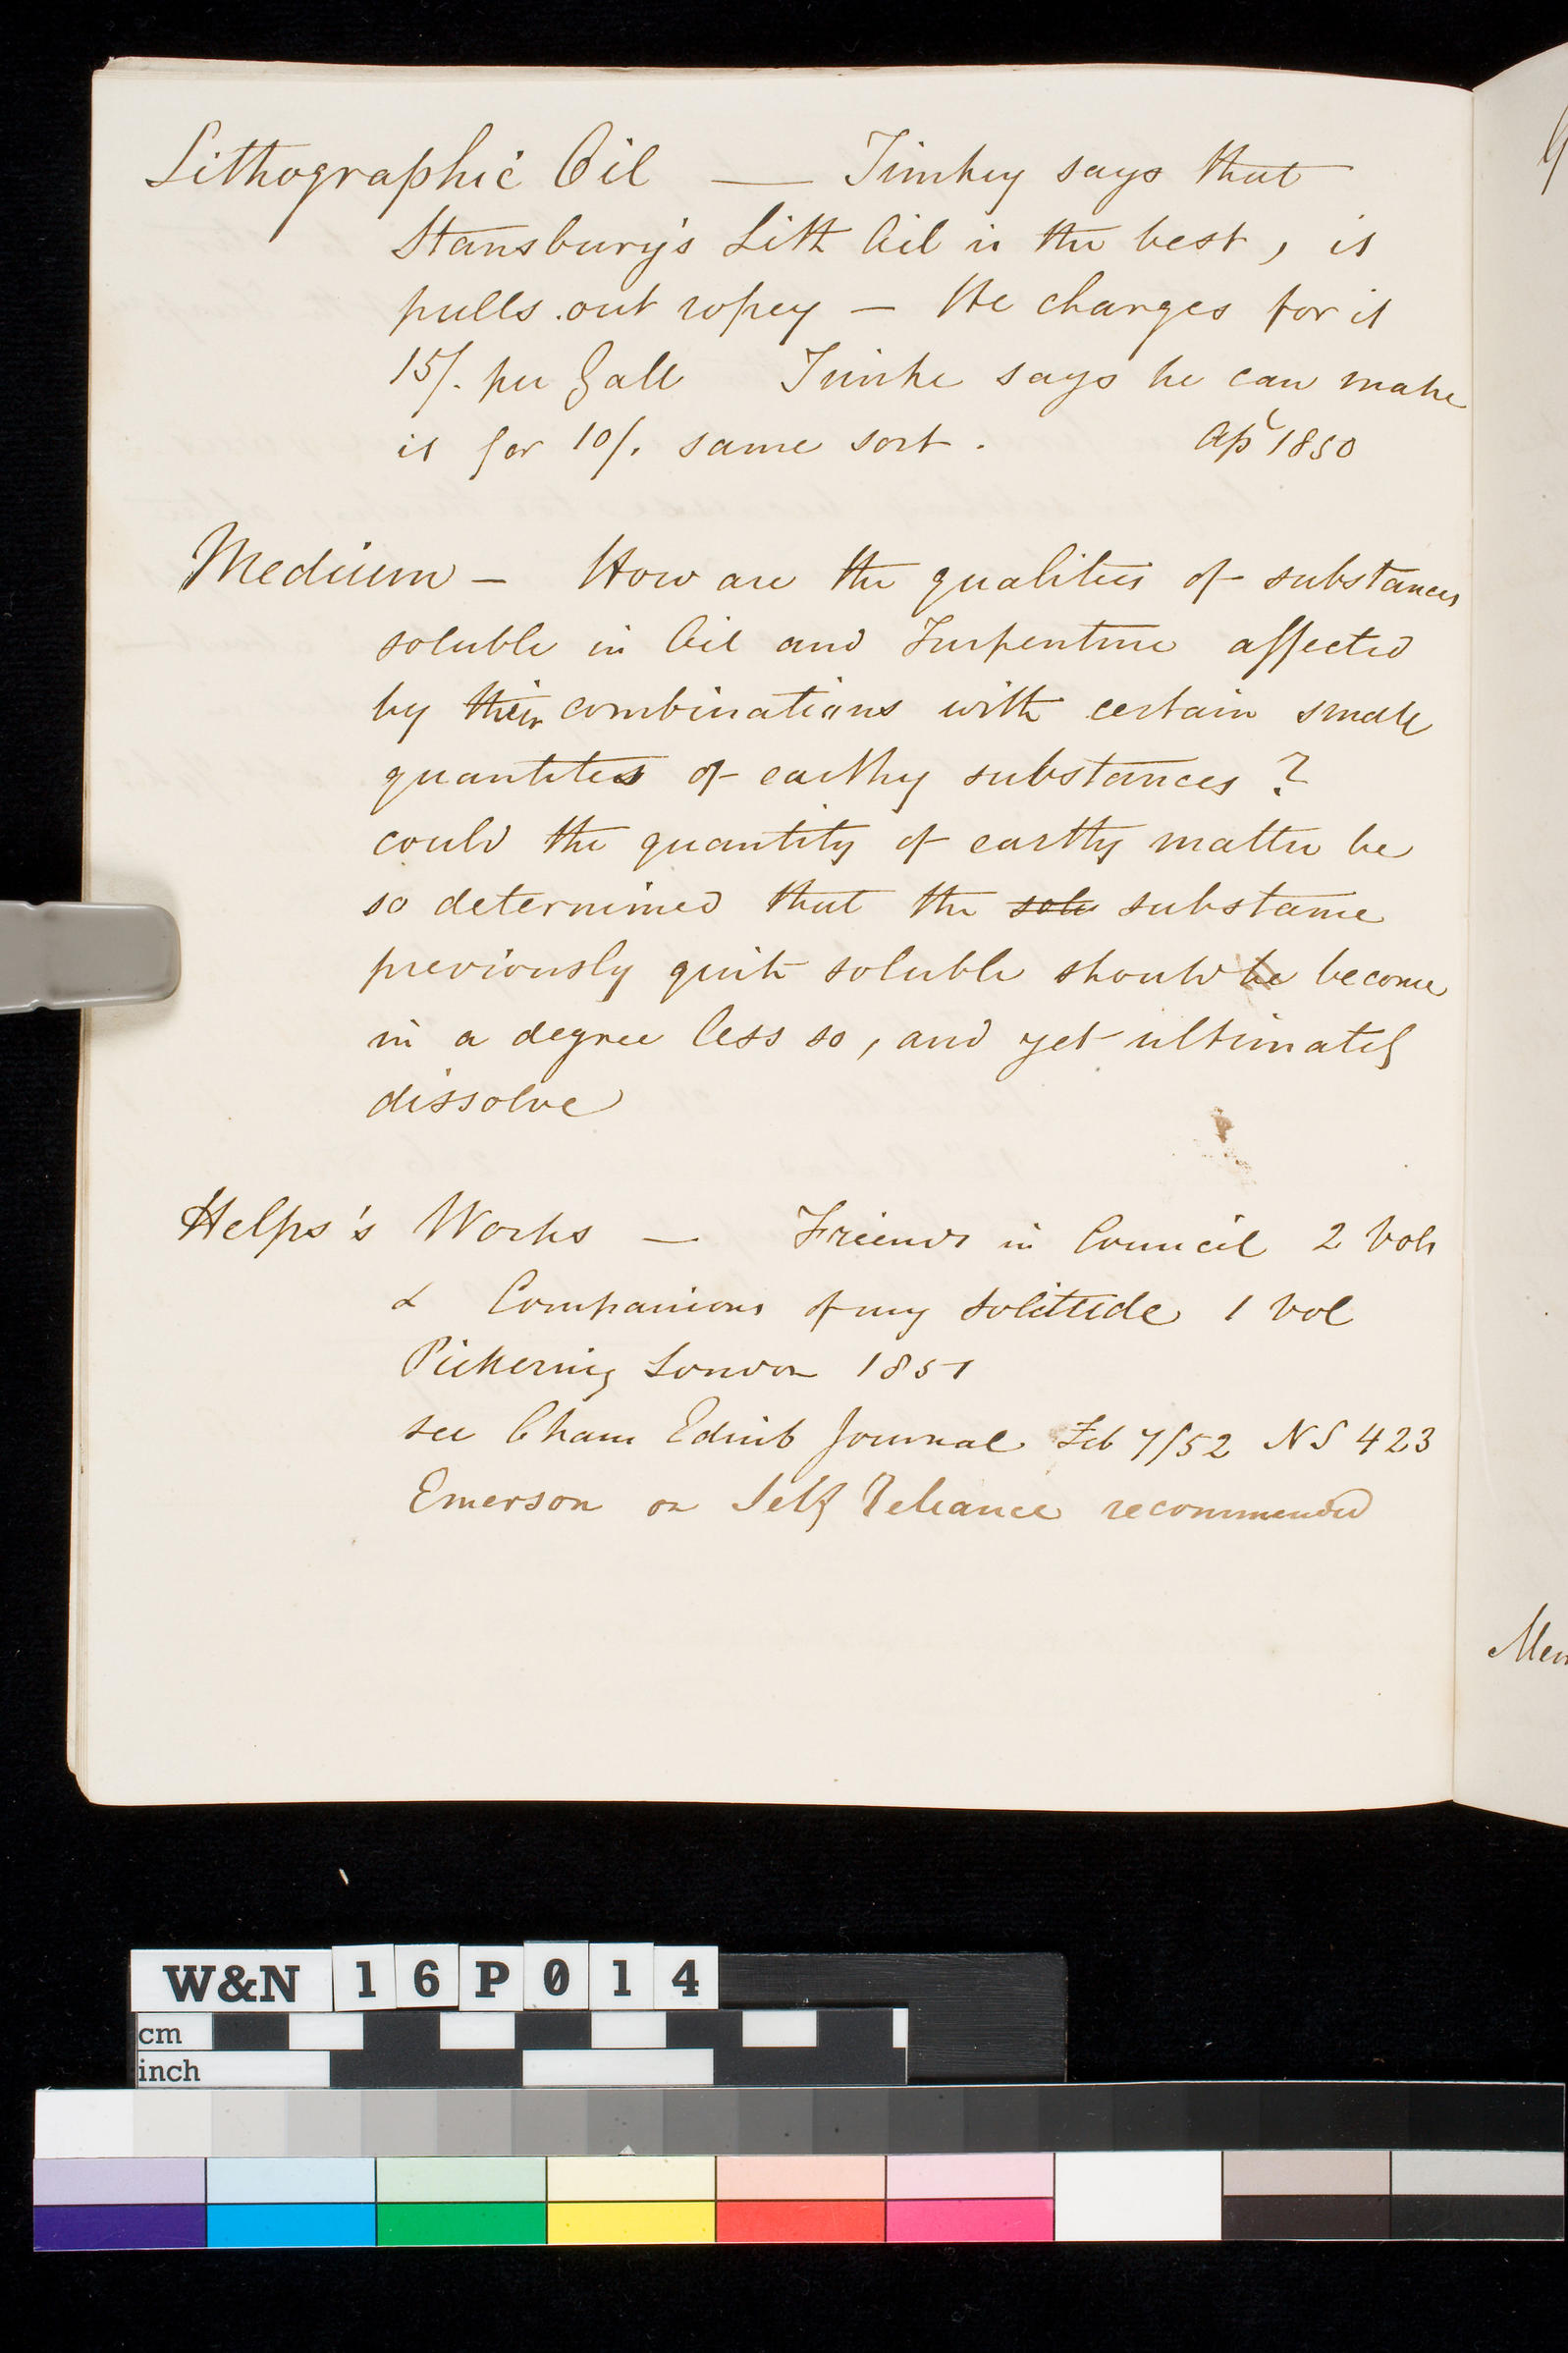 Lithographic Oil — Timkey says that
Stansbury's Lith Oil is the best, it
pulls out ropey — He charges for it
15/. per Gall Timke says he can make
it for 10/. same sort. Apl 1850
Medium — How are the qualities of substances
soluble in Oil and Turpentine affected
by their combinations with certain small
quantites of earthy substances ?
could the quantity of earthy matter be
so determined that the solu substance
previously quite soluble should be become
in a degree less so, and yet ultimately
dissolve
Helps's Works — Friends in Council 2 Vols
& Companions of my Solitude 1 Vol
Pickering London 1851
see Cham Edinb Journal Feb 7/52 NS 423
Emerson on Self Reliance recommended
Mem
W&N 16P014
cm
inch